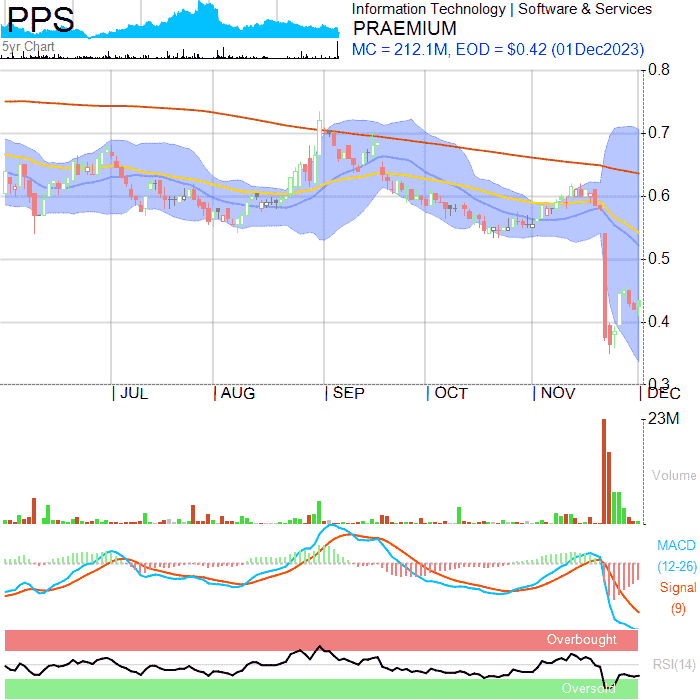 PPS
5yr Chart
Information Technology | Software & Services
PRAEMIUM
MC = 212.1M, EOD = $0.42 (01Dec2023)
0.8
0.7
0.6
0.5
0.4
0.3
JUL AUG SEP OCT NOV DEC
23M
Volume
MACD
(12-26)
Signal
(9)
Overbought
RSI(14)
Oversold